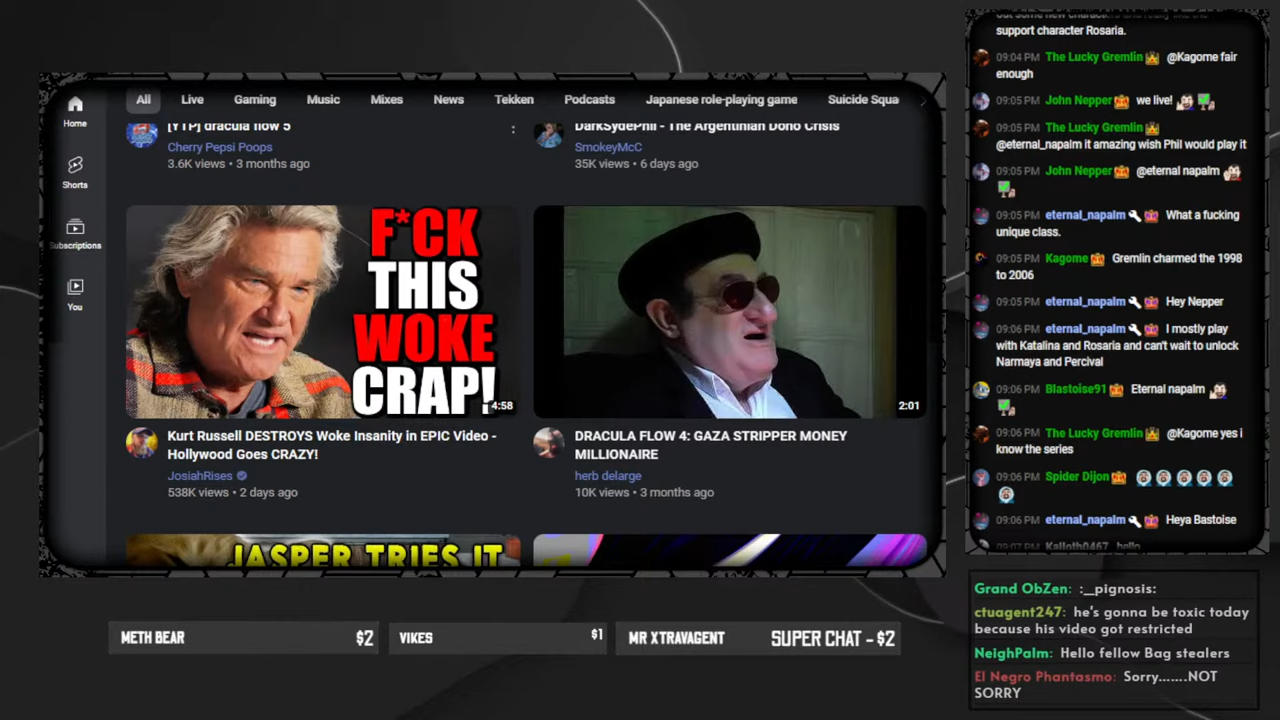 All Live Gaming Music Mixes News Tekken Podcasts Japanese role-playing game Suicide Squa
Home
Shorts
Subscriptions
You
[YTP] dracula flow 5
Cherry Pepsi Poops
3.6K views • 3 months ago
DarkSydePhil - The Argentinian Dono Crisis
SmokeyMcC
35K views • 6 days ago
F*CK
THIS
WOKE
CRAP!
4:58
2:01
Kurt Russell DESTROYS Woke Insanity in EPIC Video -
Hollywood Goes CRAZY!
JosiahRises
538K views • 2 days ago
DRACULA FLOW 4: GAZA STRIPPER MONEY
MILLIONAIRE
herb delarge
10K views • 3 months ago
JASPER TRIES IT
METH BEAR $2
VIKES $1
MR XTRAVAGENT SUPER CHAT - $2
support character Rosaria.
09:04 PM The Lucky Gremlin @Kagome fair
enough
09:05 PM John Nepper we live!
09:05 PM The Lucky Gremlin
@eternal_napalm it amazing wish Phil would play it
09:05 PM John Nepper @eternal napalm
09:05 PM eternal_napalm What a fucking
unique class.
09:05 PM Kagome Gremlin charmed the 1998
to 2006
09:05 PM eternal_napalm Hey Nepper
09:06 PM eternal_napalm I mostly play
with Katalina and Rosaria and can't wait to unlock
Narmaya and Percival
09:06 PM Blastoise91 Eternal napalm
09:06 PM The Lucky Gremlin @Kagome yes i
know the series
09:06 PM Spider Dijon
09:06 PM eternal_napalm Heya Bastoise
09:07 PM Kalloth0467 hello
Grand ObZen: :__pignosis:
ctuagent247: he's gonna be toxic today
because his video got restricted
NeighPalm: Hello fellow Bag stealers
El Negro Phantasmo: Sorry.......NOT
SORRY